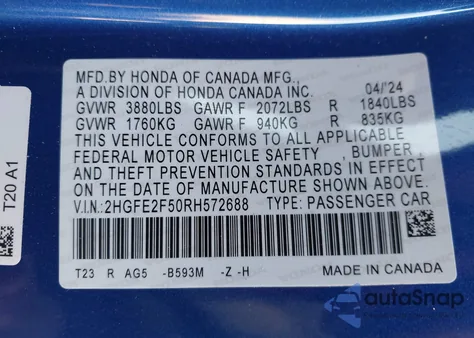 MFD.BY HONDA OF CANADA MFG.,
A DIVISION OF HONDA CANADA INC. 04/'24
GVWR 3880LBS GAWR F 2072LBS R 1840LBS
GVWR 1760KG GAWR F 940KG R 835KG
THIS VEHICLE CONFORMS TO ALL APPLICABLE
FEDERAL MOTOR VEHICLE SAFETY , BUMPER ,
AND THEFT PREVENTION STANDARDS IN EFFECT
ON THE DATE OF MANUFACTURE SHOWN ABOVE.
V.I.N.:2HGFE2F50RH572688 TYPE: PASSENGER CAR
T23 R AG5 -B593M -Z -H MADE IN CANADA
T20 A1
autoSnap